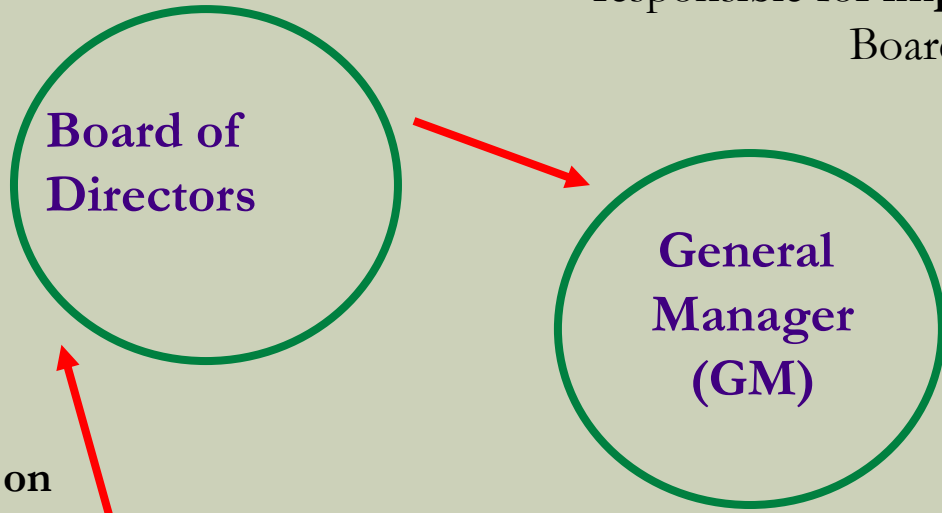 Board
Board of
Directors
General
Manager
(GM)
on